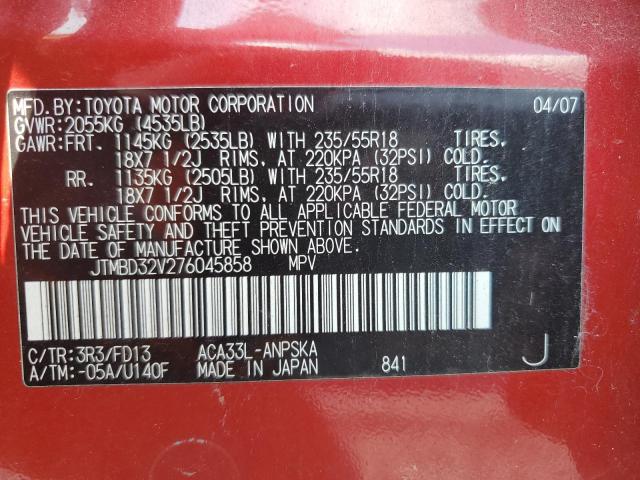 MFD.BY:TOYOTA MOTOR CORPORATION 04/07
GVWR:2055KG (4535LB)
GAWR:FRT. 1145KG (2535LB) WITH 235/55R18 TIRES.
18X7 1/2J RIMS. AT 220KPA (32PSI) COLD.
RR. 1135KG (2505LB) WITH 235/55R18 TIRES.
18X7 1/2J RIMS. AT 220KPA (32PSI) COLD.
THIS VEHICLE CONFORMS TO ALL APPLICABLE FEDERAL MOTOR
VEHICLE SAFETY AND THEFT PREVENTION STANDARDS IN EFFECT ON
THE DATE OF MANUFACTURE SHOWN ABOVE.
JTMBD32V276045858 MPV
C/TR:3R3/FD13 ACA33L-ANPSKA
A/TM:-05A/U140F MADE IN JAPAN 841 J